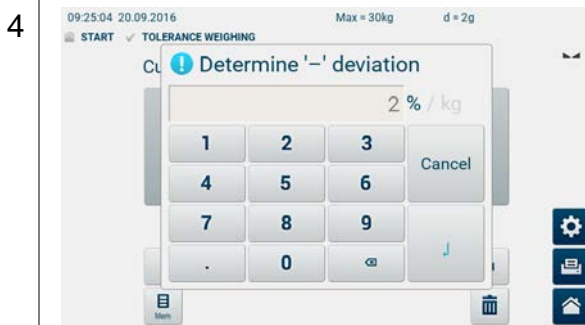 4
09:25:04 20.09.2016 Max = 30kg d = 2g
START TOLERANCE WEIGHING
Determine '–' deviation
2 % / kg
1 2 3
Cancel
4 5 6
7 8 9
. 0
Mem